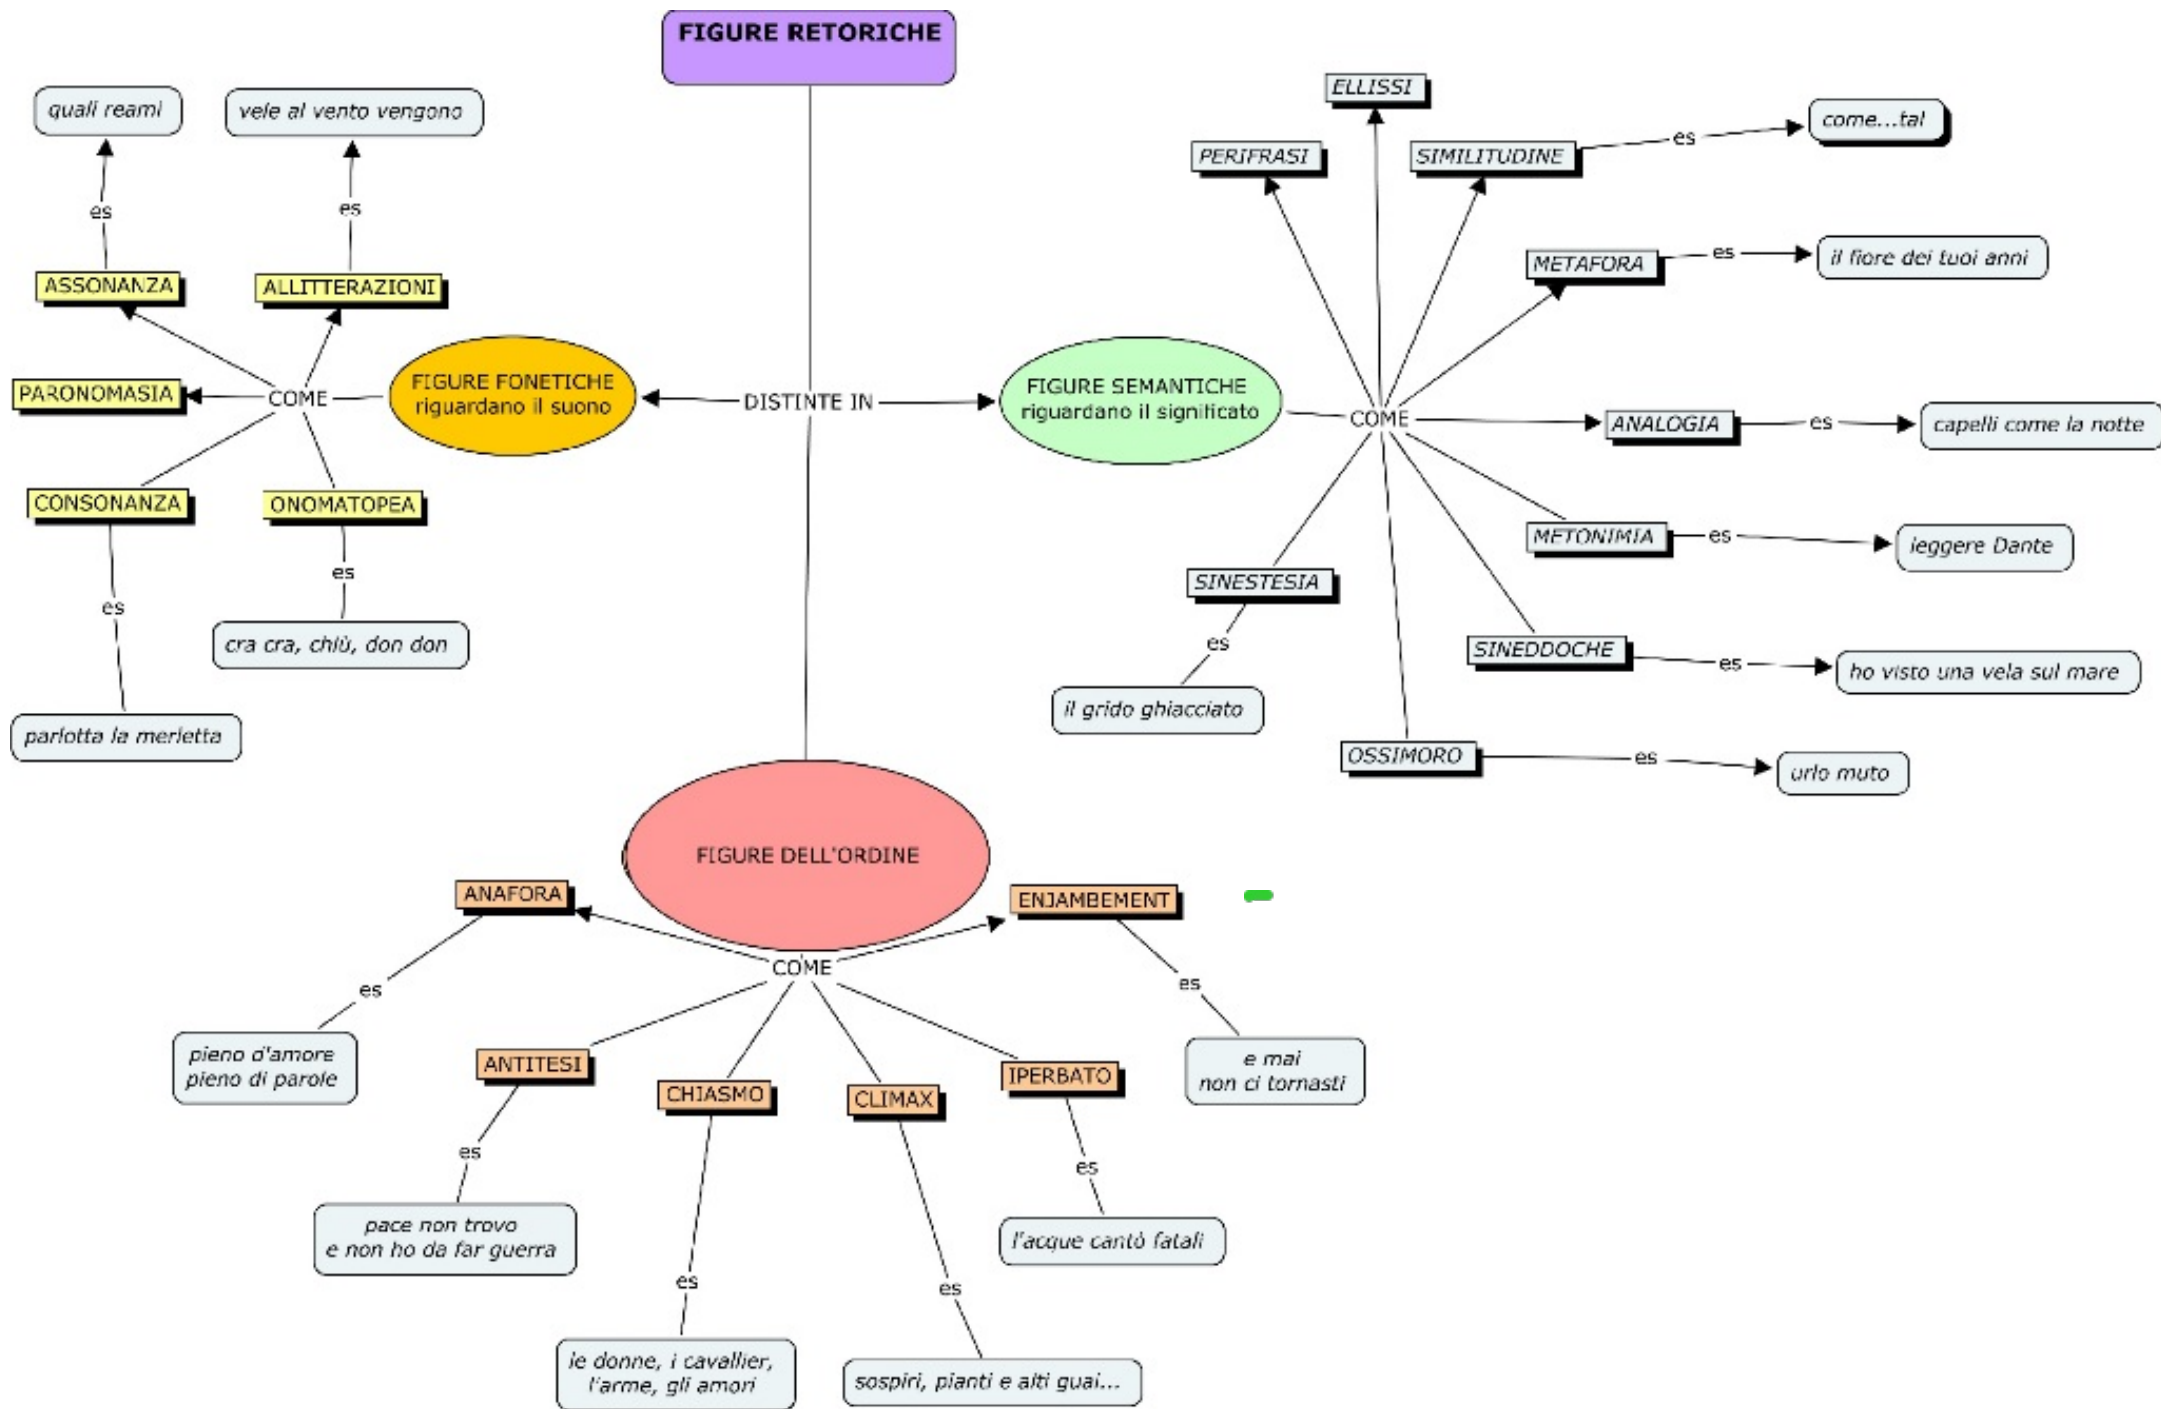 FIGURE RETORICHE
DISTINTE IN
FIGURE FONETICHE
riguardano il suono
COME
ASSONANZA
es
quali reami
ALLITTERAZIONI
es
vele al vento vengono
PARONOMASIA
CONSONANZA
es
parlotta la merletta
ONOMATOPEA
es
cra cra, chiù, don don
FIGURE SEMANTICHE
riguardano il significato
COME
PERIFRASI
ELLISSI
SIMILITUDINE
es
come...tal
METAFORA
es
il fiore dei tuoi anni
ANALOGIA
es
capelli come la notte
METONIMIA
es
leggere Dante
SINEDDOCHE
es
ho visto una vela sul mare
OSSIMORO
es
urlo muto
SINESTESIA
es
il grido ghiacciato
FIGURE DELL'ORDINE
COME
ANAFORA
es
pieno d'amore
pieno di parole
ANTITESI
es
pace non trovo
e non ho da far guerra
CHIASMO
es
le donne, i cavallier,
l'arme, gli amori
CLIMAX
es
sospiri, pianti e alti guai...
IPERBATO
es
l'acque cantò fatali
ENJAMBEMENT
es
e mai
non ci tornasti